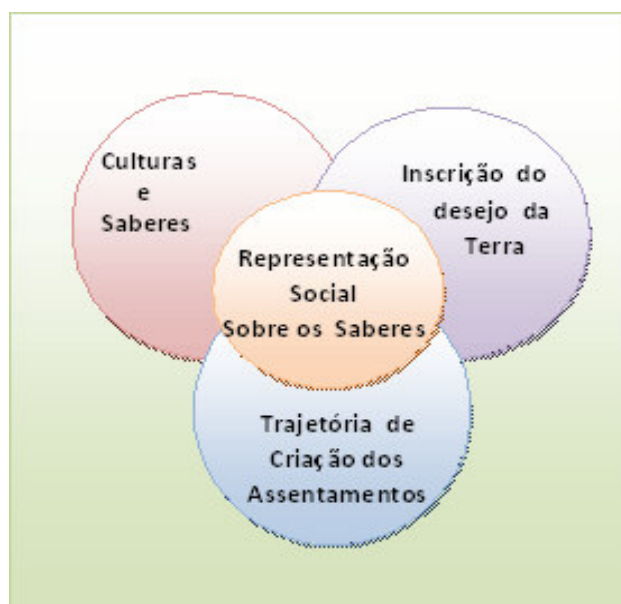 Culturas
e
Saberes
Inscrição do
desejo da
Terra
Representação
Social
Sobre os Saberes
Trajetória de
Criação dos
Assentamentos